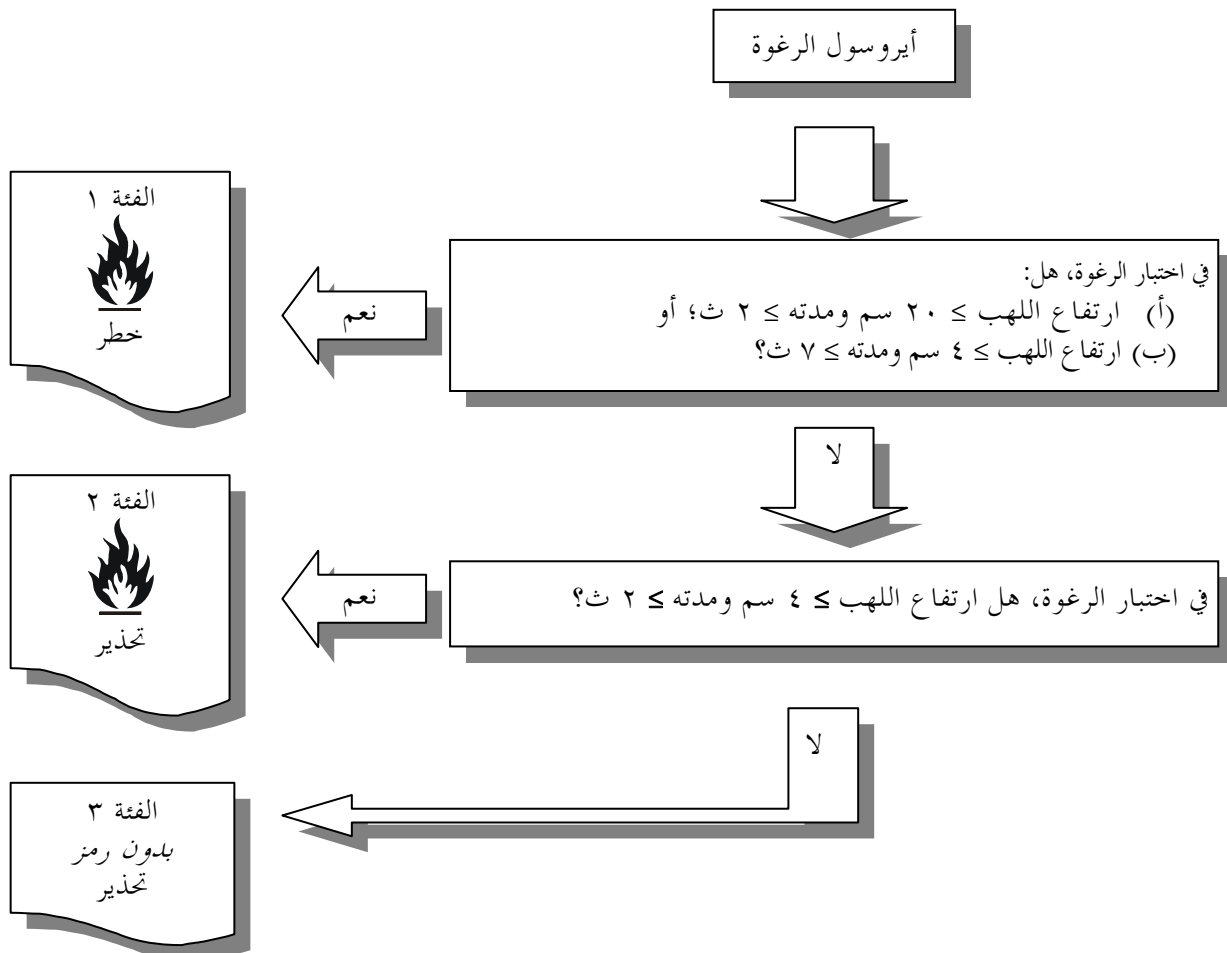 أيروسول الرغوة
في اختبار الرغوة، هل:
(أ) ارتفاع اللهب ≥ ٢٠ سم ومدته ≥ ٢ ث؛ أو
(ب) ارتفاع اللهب ≥ ٤ سم ومدته ≥ ٧ ث؟
نعم
الفئة ١
خطر
لا
في اختبار الرغوة، هل ارتفاع اللهب ≥ ٤ سم ومدته ≥ ٢ ث؟
نعم
الفئة ٢
تحذير
لا
الفئة ٣
بدون رمز
تحذير